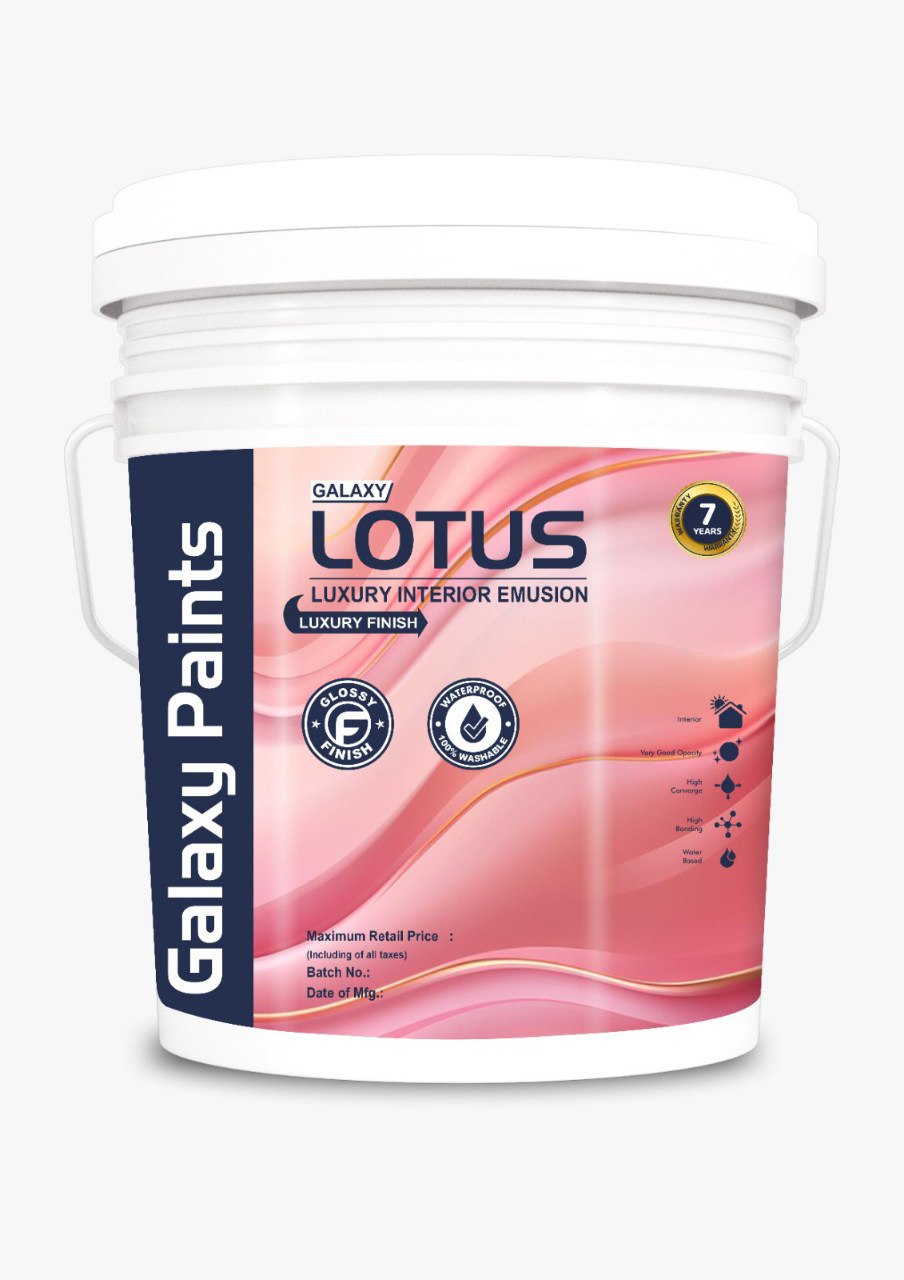 Galaxy Paints
GALAXY
LOTUS
LUXURY INTERIOR EMUSION
LUXURY FINISH
WARRANTY
7
YEARS
WARRANTY
GLOSSY
F
FINISH
WATERPROOF
100% WASHABLE
Interior
Very Good Opacity
High
Converge
High
Bonding
Water
Based
Maximum Retail Price :
(Including of all taxes)
Batch No.:
Date of Mfg.: